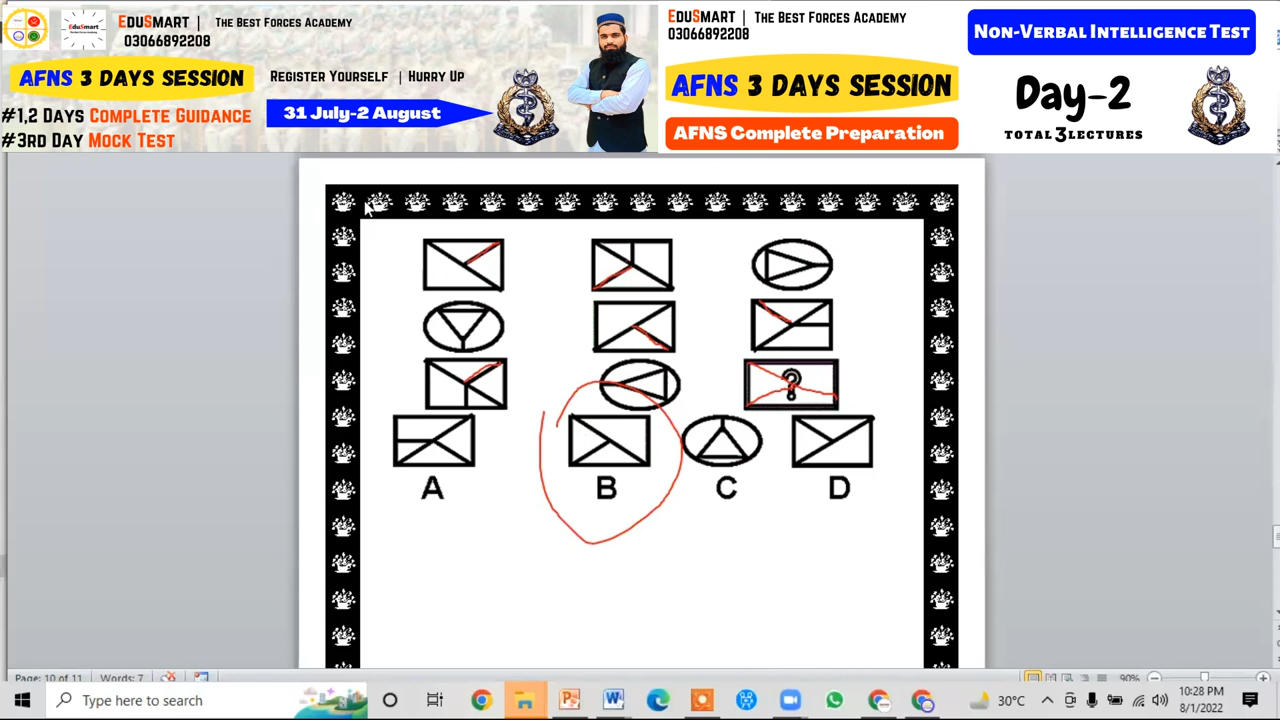 EduSmart | The Best Forces Academy
03066892208
AFNS 3 DAYS SESSION
Register Yourself | Hurry Up
31 July-2 August
#1,2 Days Complete Guidance
#3rd Day Mock Test
EduSmart | The Best Forces Academy
03066892208
AFNS 3 DAYS SESSION
AFNS Complete Preparation
Non-Verbal Intelligence Test
Day-2
TOTAL 3 LECTURES
EduSmart
?
A B C D
Page: 10 of 11 Words: 7 90%
Type here to search
30°C
10:28 PM
8/1/2022